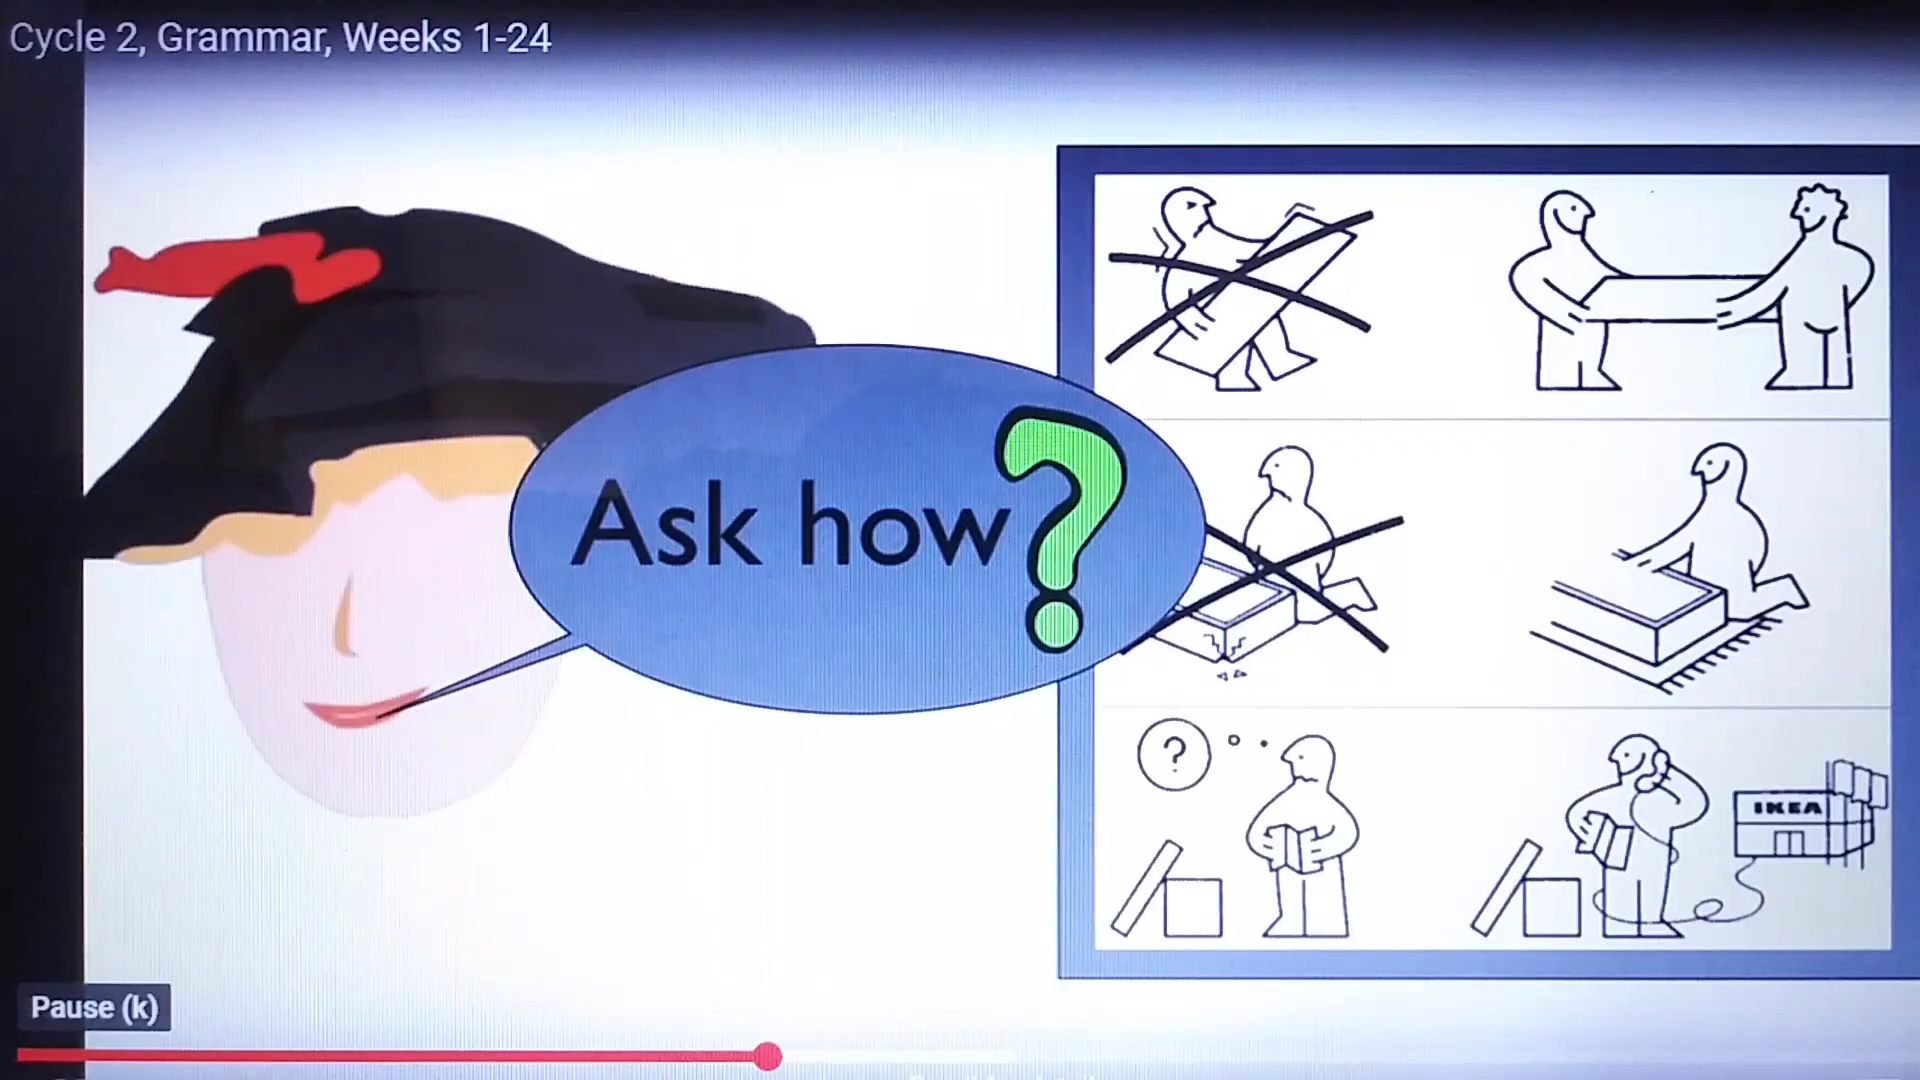 Cycle 2, Grammar, Weeks 1-24
Ask how?
?
IKEA
Pause (k)